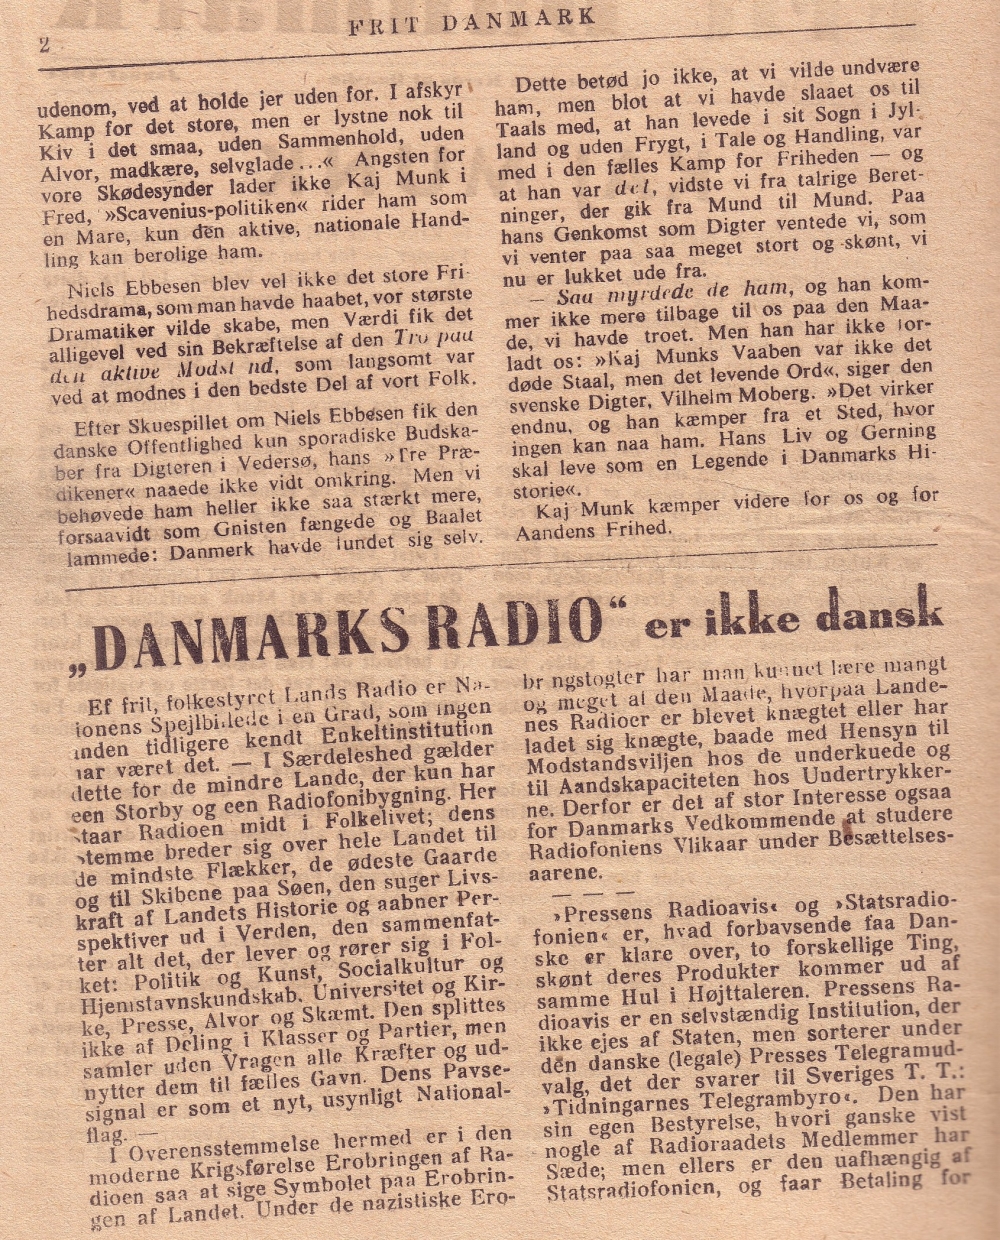 2
FRIT DANMARK
udenom, ved at holde jer uden for. I afskyr
Kamp for det store, men er lystne nok til
Kiv i det smaa, uden Sammenhold, uden
Alvor, madkære, selvglade ...« Angsten for
vore Skødesynder lader ikke Kaj Munk i
Fred, »Scavenius-politiken« rider ham som
en Mare, kun den aktive, nationale Hand-
ling kan berolige ham.
Niels Ebbesen blev vel ikke det store Fri-
hedsdrama, som man havde haabet, vor største
Dramatiker vilde skabe, men Værdi fik det
alligevel ved sin Bekræftelse af den Tro paa
den aktive Modst nd, som langsomt var
ved at modnes i den bedste Del af vort Folk.
Efter Skuespillet om Niels Ebbesen fik den
danske Offentlighed kun sporadiske Budska-
ber fra Digteren i Vedersø, hans »Tre Præ-
dikener« naaede ikke vidt omkring. Men vi
behøvede ham heller ikke saa stærkt mere,
forsaavidt som Gnisten fængede og Baalet
lammede: Danmerk havde fundet sig selv.
Dette betød jo ikke, at vi vilde undvære
ham, men blot at vi havde slaaet os til
Taals med, at han levede i sit Sogn i Jyl-
land og uden Frygt, i Tale og Handling, var
med i den fælles Kamp for Friheden — og
at han var det, vidste vi fra talrige Beret-
ninger, der gik fra Mund til Mund. Paa
hans Genkomst som Digter ventede vi, som
vi venter paa saa meget stort og skønt, vi
nu er lukket ude fra.
— Saa myrdede de ham, og han kom-
mer ikke mere tilbage til os paa den Maa-
de, vi havde troet. Men han har ikke for-
ladt os: »Kaj Munks Vaaben var ikke det
døde Staal, men det levende Ord«, siger den
svenske Digter, Vilhelm Moberg. »Det virker
endnu, og han kæmper fra et Sted, hvor
ingen kan naa ham. Hans Liv og Gerning
skal leve som en Legende i Danmarks Hi-
storie«.
Kaj Munk kæmper videre for os og for
Aandens Frihed.
„DANMARKS RADIO“ er ikke dansk
Ef frit, folkestyret Lands Radio er Na-
ionens Spejlbillede i en Grad, som ingen
inden tidligere kendt Enkeltinstitution
har været det. — I Særdeleshed gælder
dette for de mindre Lande, der kun har
een Storby og een Radiofonibygning. Her
staar Radioen midt i Folkelivet; dens
stemme breder sig over hele Landet til
de mindste Flækker, de ødeste Gaarde
og til Skibene paa Søen, den suger Livs-
kraft af Landets Historie og aabner Per-
spektiver ud i Verden, den sammenfat-
ter alt det, der lever og rører sig i Fol-
ket: Politik og Kunst, Socialkultur og
Hjemstavnskundskab. Universitet og Kir-
ke, Presse, Alvor og Skæmt. Den splittes
ikke af Deling i Klasser og Partier, men
samler uden Vragen alle Kræfter og ud-
nytter dem til fælles Gavn. Dens Pavse-
signal er som et nyt, usynligt National-
flag. —
I Overensstemmelse hermed er i den
moderne Krigsførelse Erobringen af Ra-
dioen saa at sige Symbolet paa Erobrin-
gen af Landet. Under de nazistiske Ero-
br ngstogter har man kunnet lære mangt
og meget af den Maade, hvorpaa Lande-
nes Radioer er blevet knægtet eller har
ladet sig knægte, baade med Hensyn til
Modstandsviljen hos de underkuede og
til Aandskapaciteten hos Undertrykker-
ne. Derfor er det af stor Interesse ogsaa
for Danmarks Vedkommende at studere
Radiofoniens Vlikaar under Besættelses-
aarene.
— — —
›Pressens Radioavis‹ og ›Statsradio-
fonien‹ er, hvad forbavsende faa Dan-
ske er klare over, to forskellige Ting,
skønt deres Produkter kommer ud af
samme Hul i Højttaleren. Pressens Ra-
dioavis er en selvstændig Institution, der
ikke ejes af Staten, men sorterer under
den danske (legale) Presses Telegramud-
valg, det der svarer til Sveriges T. T.:
›Tidningarnes Telegrambyro‹. Den har
sin egen Bestyrelse, hvori ganske vist
nogle af Radioraadets Medlemmer har
Sæde; men ellers er den uafhængig af
Statsradiofonien, og faar Betaling for